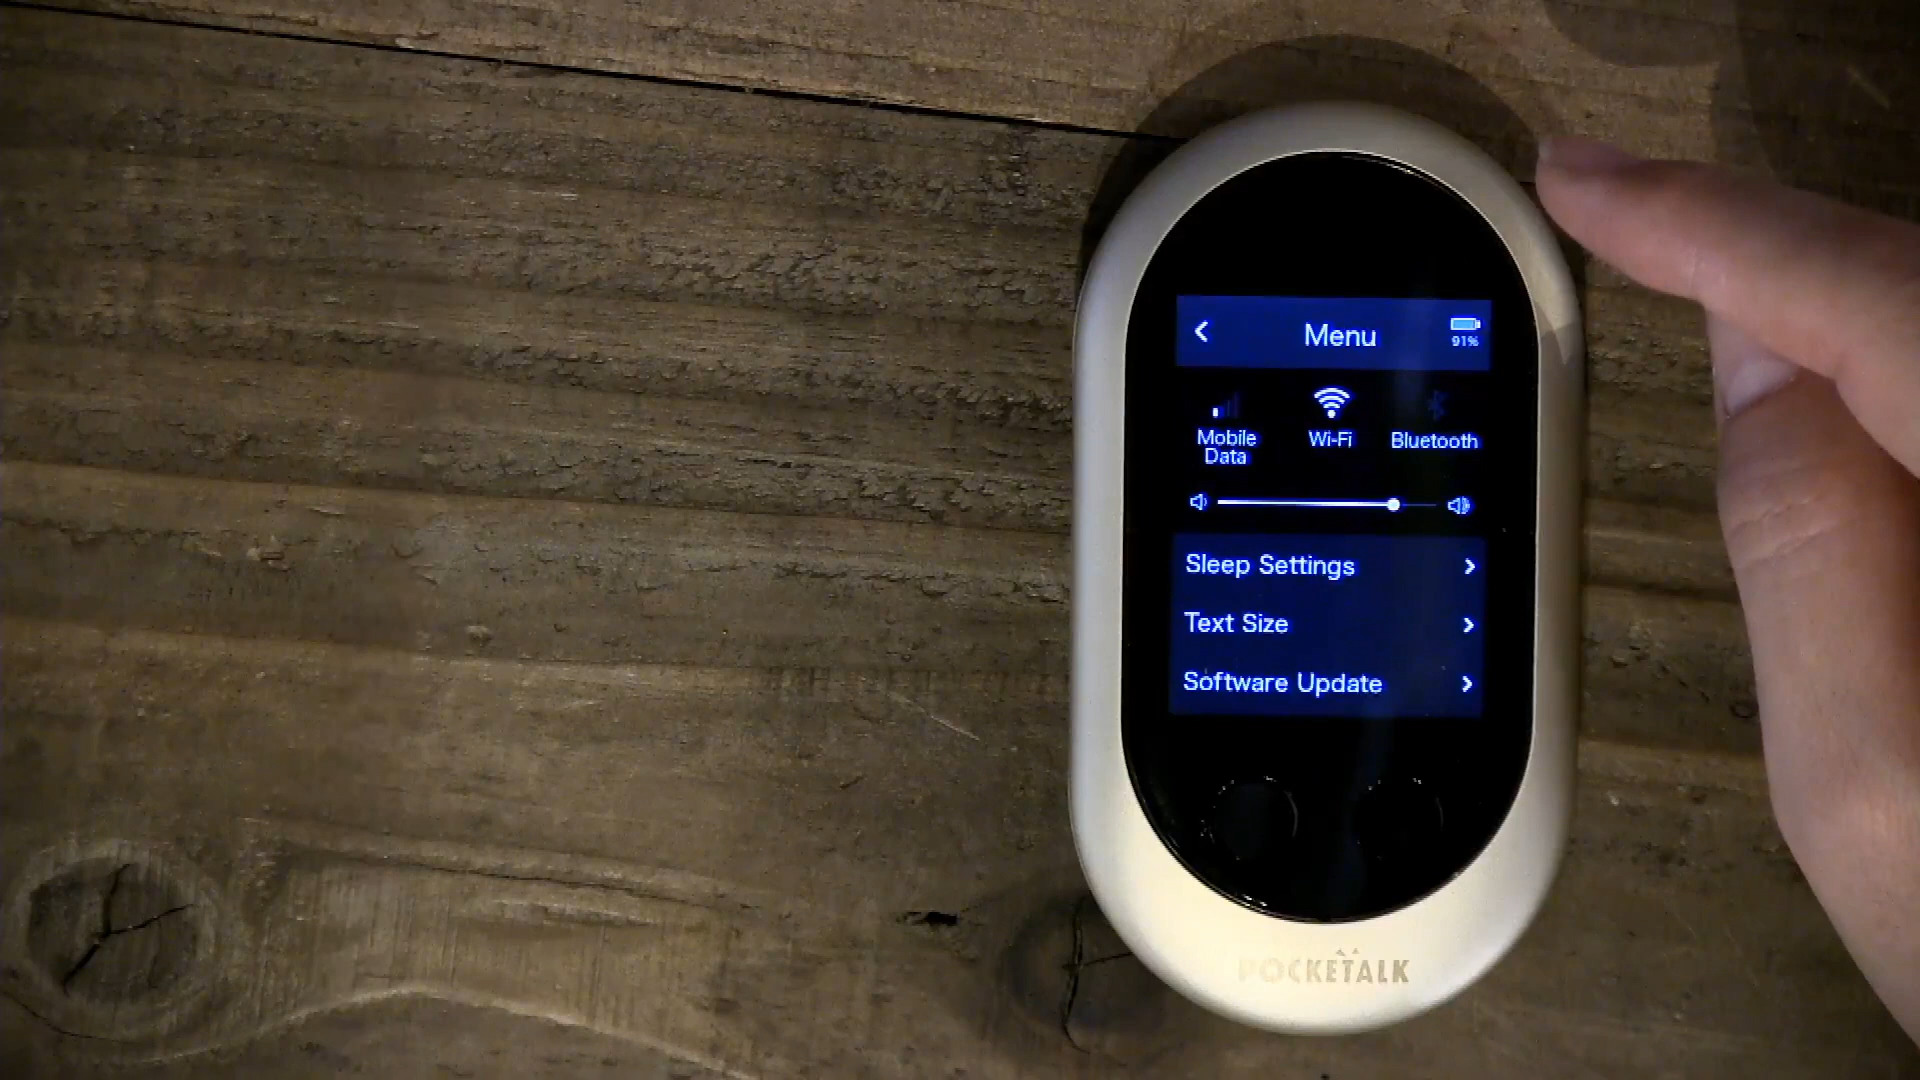 Menu
91%
Mobile
Data
Wi-Fi
Bluetooth
Sleep Settings
Text Size
Software Update
POCKETALK